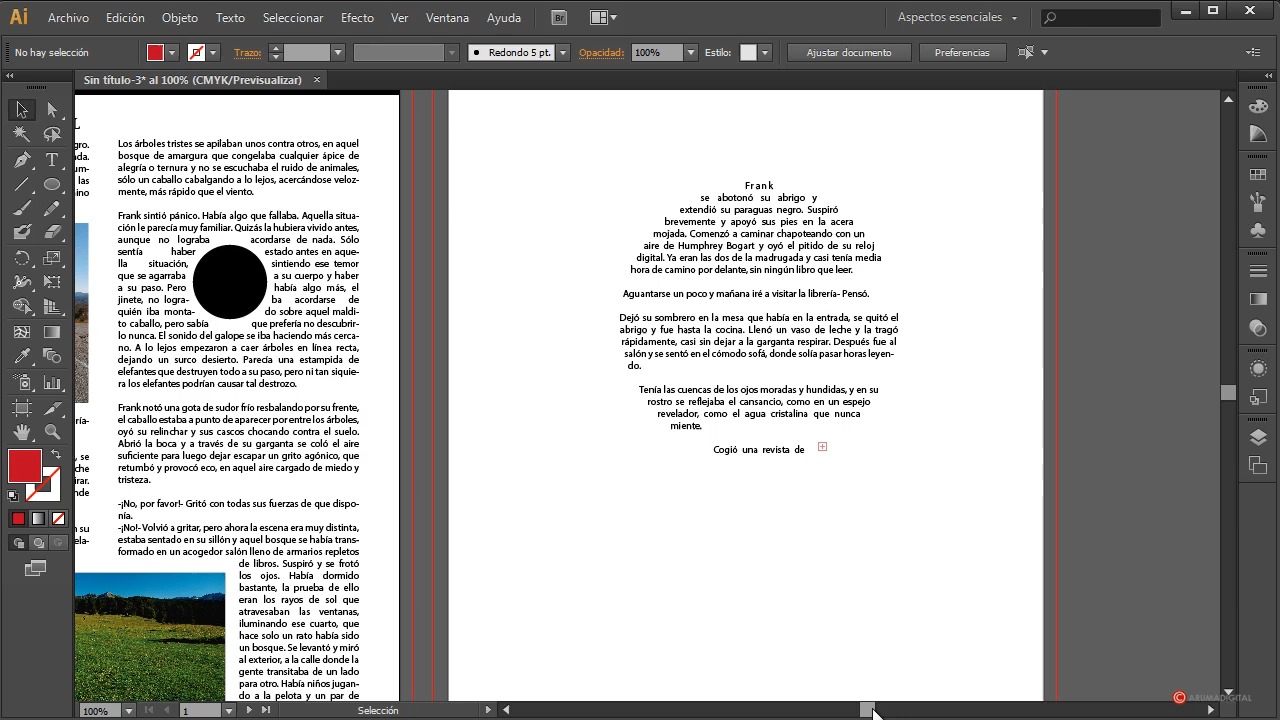 Ai Archivo Edición Objeto Texto Seleccionar Efecto Ver Ventana Ayuda Br Aspectos esenciales
No hay selección Trazo: Redondo 5 pt. Opacidad: 100% Estilo: Ajustar documento Preferencias
Sin título-3* al 100% (CMYK/Previsualizar) ×
gro.
nda.
um-
las
ino
ría-
, se
che
irar.
nde
n su
ela-
Los árboles tristes se apilaban unos contra otros, en aquel
bosque de amargura que congelaba cualquier ápice de
alegría o ternura y no se escuchaba el ruido de animales,
sólo un caballo cabalgando a lo lejos, acercándose veloz-
mente, más rápido que el viento.
Frank sintió pánico. Había algo que fallaba. Aquella situa-
ción le parecía muy familiar. Quizás la hubiera vivido antes,
aunque no lograba acordarse de nada. Sólo
sentía haber estado antes en aque-
lla situación, sintiendo ese temor
que se agarraba a su cuerpo y haber
a su paso. Pero había algo más, el
jinete, no logra- ba acordarse de
quién iba monta- do sobre aquel maldi-
to caballo, pero sabía que prefería no descubrir-
lo nunca. El sonido del galope se iba haciendo más cerca-
no. A lo lejos empezaron a caer árboles en línea recta,
dejando un surco desierto. Parecía una estampida de
elefantes que destruyen todo a su paso, pero ni tan siquie-
ra los elefantes podrían causar tal destrozo.
Frank notó una gota de sudor frío resbalando por su frente,
el caballo estaba a punto de aparecer por entre los árboles,
oyó su relinchar y sus cascos chocando contra el suelo.
Abrió la boca y a través de su garganta se coló el aire
suficiente para luego dejar escapar un grito agónico, que
retumbó y provocó eco, en aquel aire cargado de miedo y
tristeza.
-¡No, por favor!- Gritó con todas sus fuerzas de que dispo-
nía.
-¡No!- Volvió a gritar, pero ahora la escena era muy distinta,
estaba sentado en su sillón y aquel bosque se había trans-
formado en un acogedor salón lleno de armarios repletos
de libros. Suspiró y se frotó
los ojos. Había dormido
bastante, la prueba de ello
eran los rayos de sol que
atravesaban las ventanas,
iluminando ese cuarto, que
hace solo un rato había sido
un bosque. Se levantó y miró
al exterior, a la calle donde la
gente transitaba de un lado
para otro. Había niños jugan-
do a la pelota y un par de
Frank
se abotonó su abrigo y
extendió su paraguas negro. Suspiró
brevemente y apoyó sus pies en la acera
mojada. Comenzó a caminar chapoteando con un
aire de Humphrey Bogart y oyó el pitido de su reloj
digital. Ya eran las dos de la madrugada y casi tenía media
hora de camino por delante, sin ningún libro que leer.
Aguantarse un poco y mañana iré a visitar la librería- Pensó.
Dejó su sombrero en la mesa que había en la entrada, se quitó el
abrigo y fue hasta la cocina. Llenó un vaso de leche y la tragó
rápidamente, casi sin dejar a la garganta respirar. Después fue al
salón y se sentó en el cómodo sofá, donde solía pasar horas leyen-
do.
Tenía las cuencas de los ojos moradas y hundidas, y en su
rostro se reflejaba el cansancio, como en un espejo
revelador, como el agua cristalina que nunca
miente.
Cogió una revista de
© ARUMADIGITAL
100% 1 Selección